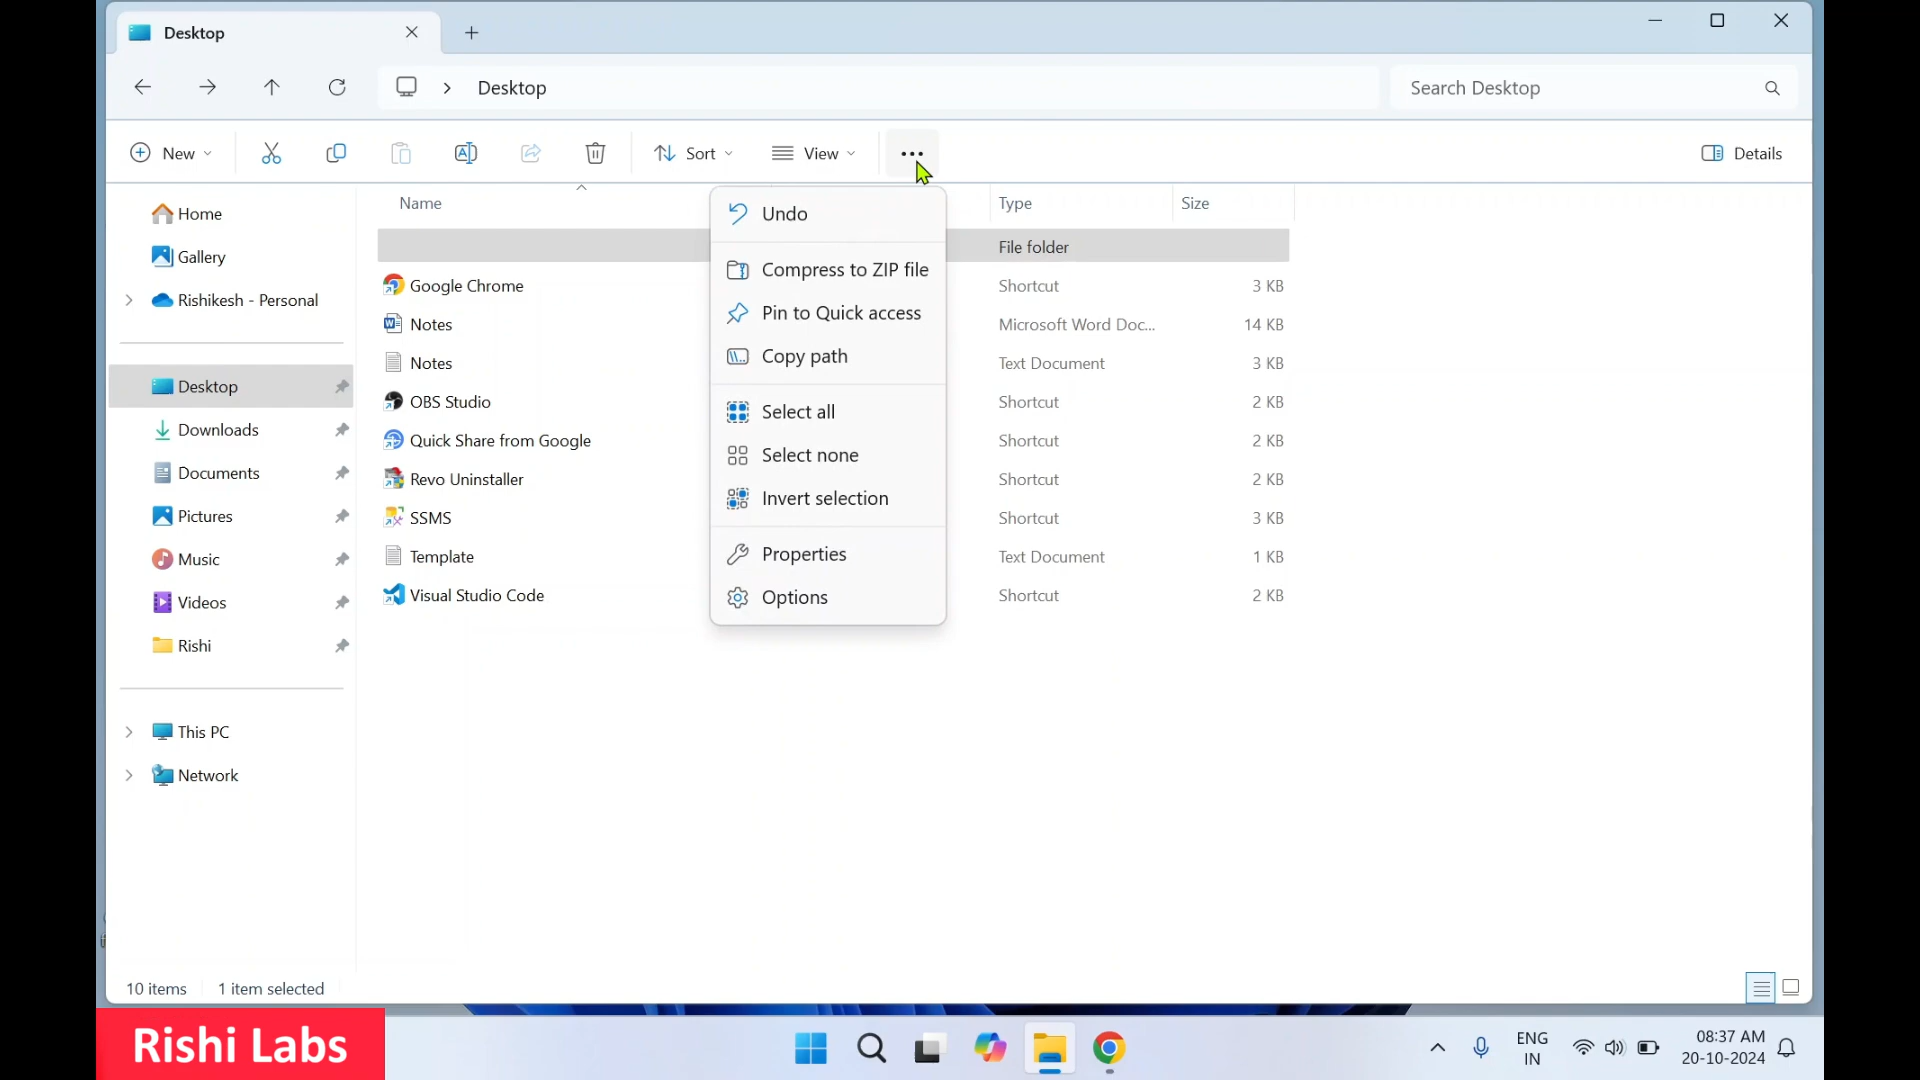 Desktop
Desktop
Search Desktop
New
Sort
View
Details
Name
Type
Size
Home
Gallery
Rishikesh - Personal
Desktop
Downloads
Documents
Pictures
Music
Videos
Rishi
This PC
Network
File folder
Google Chrome
Shortcut
3 KB
Notes
Microsoft Word Doc...
14 KB
Notes
Text Document
3 KB
OBS Studio
Shortcut
2 KB
Quick Share from Google
Shortcut
2 KB
Revo Uninstaller
Shortcut
2 KB
SSMS
Shortcut
3 KB
Template
Text Document
1 KB
Visual Studio Code
Shortcut
2 KB
Undo
Compress to ZIP file
Pin to Quick access
Copy path
Select all
Select none
Invert selection
Properties
Options
10 items
1 item selected
Rishi Labs
ENG
IN
08:37 AM
20-10-2024